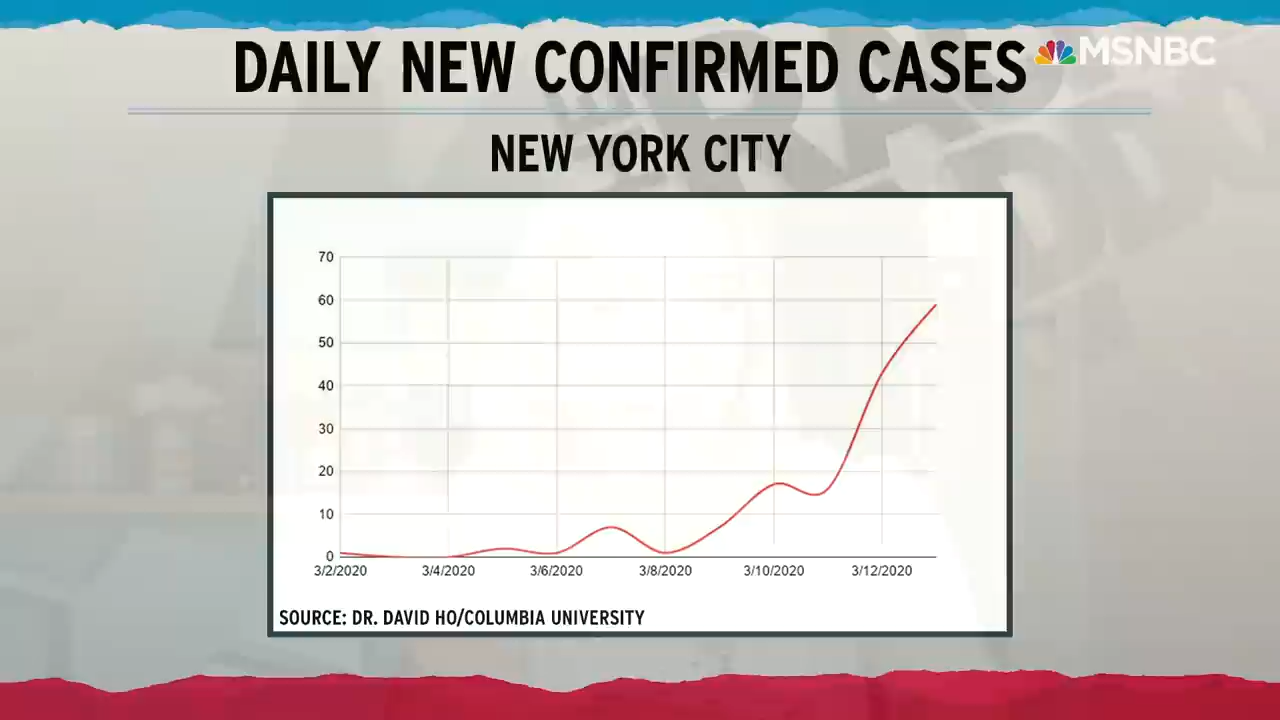 DAILY NEW CONFIRMED CASES
MSNBC
NEW YORK CITY
70
60
50
40
30
20
10
0
3/2/2020 3/4/2020 3/6/2020 3/8/2020 3/10/2020 3/12/2020
SOURCE: DR. DAVID HO/COLUMBIA UNIVERSITY